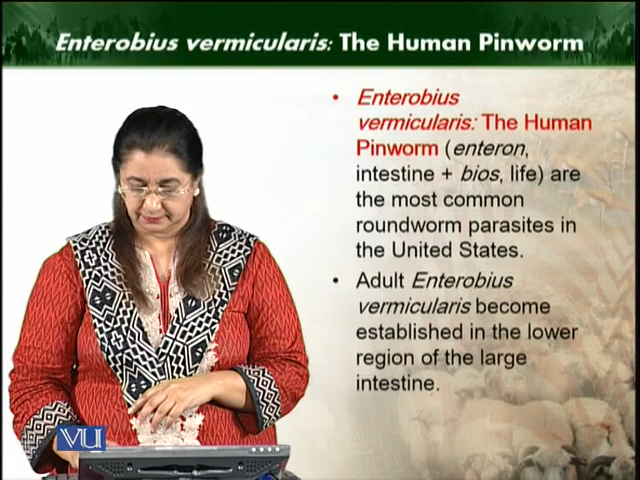 Enterobius vermicularis: The Human Pinworm
• Enterobius
vermicularis: The Human
Pinworm (enteron,
intestine + bios, life) are
the most common
roundworm parasites in
the United States.
• Adult Enterobius
vermicularis become
established in the lower
region of the large
intestine.
VU